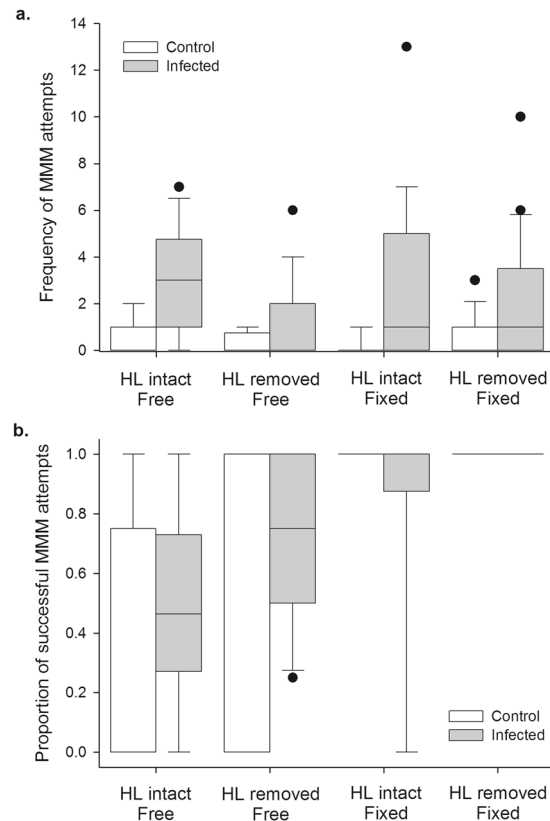 a.
14
12
10
8
6
4
2
0
Frequency of MMM attempts
Control
Infected
HL intact
Free
HL removed
Free
HL intact
Fixed
HL removed
Fixed
b.
1.0
0.8
0.6
0.4
0.2
0.0
Proportion of successful MMM attempts
Control
Infected
HL intact
Free
HL removed
Free
HL intact
Fixed
HL removed
Fixed